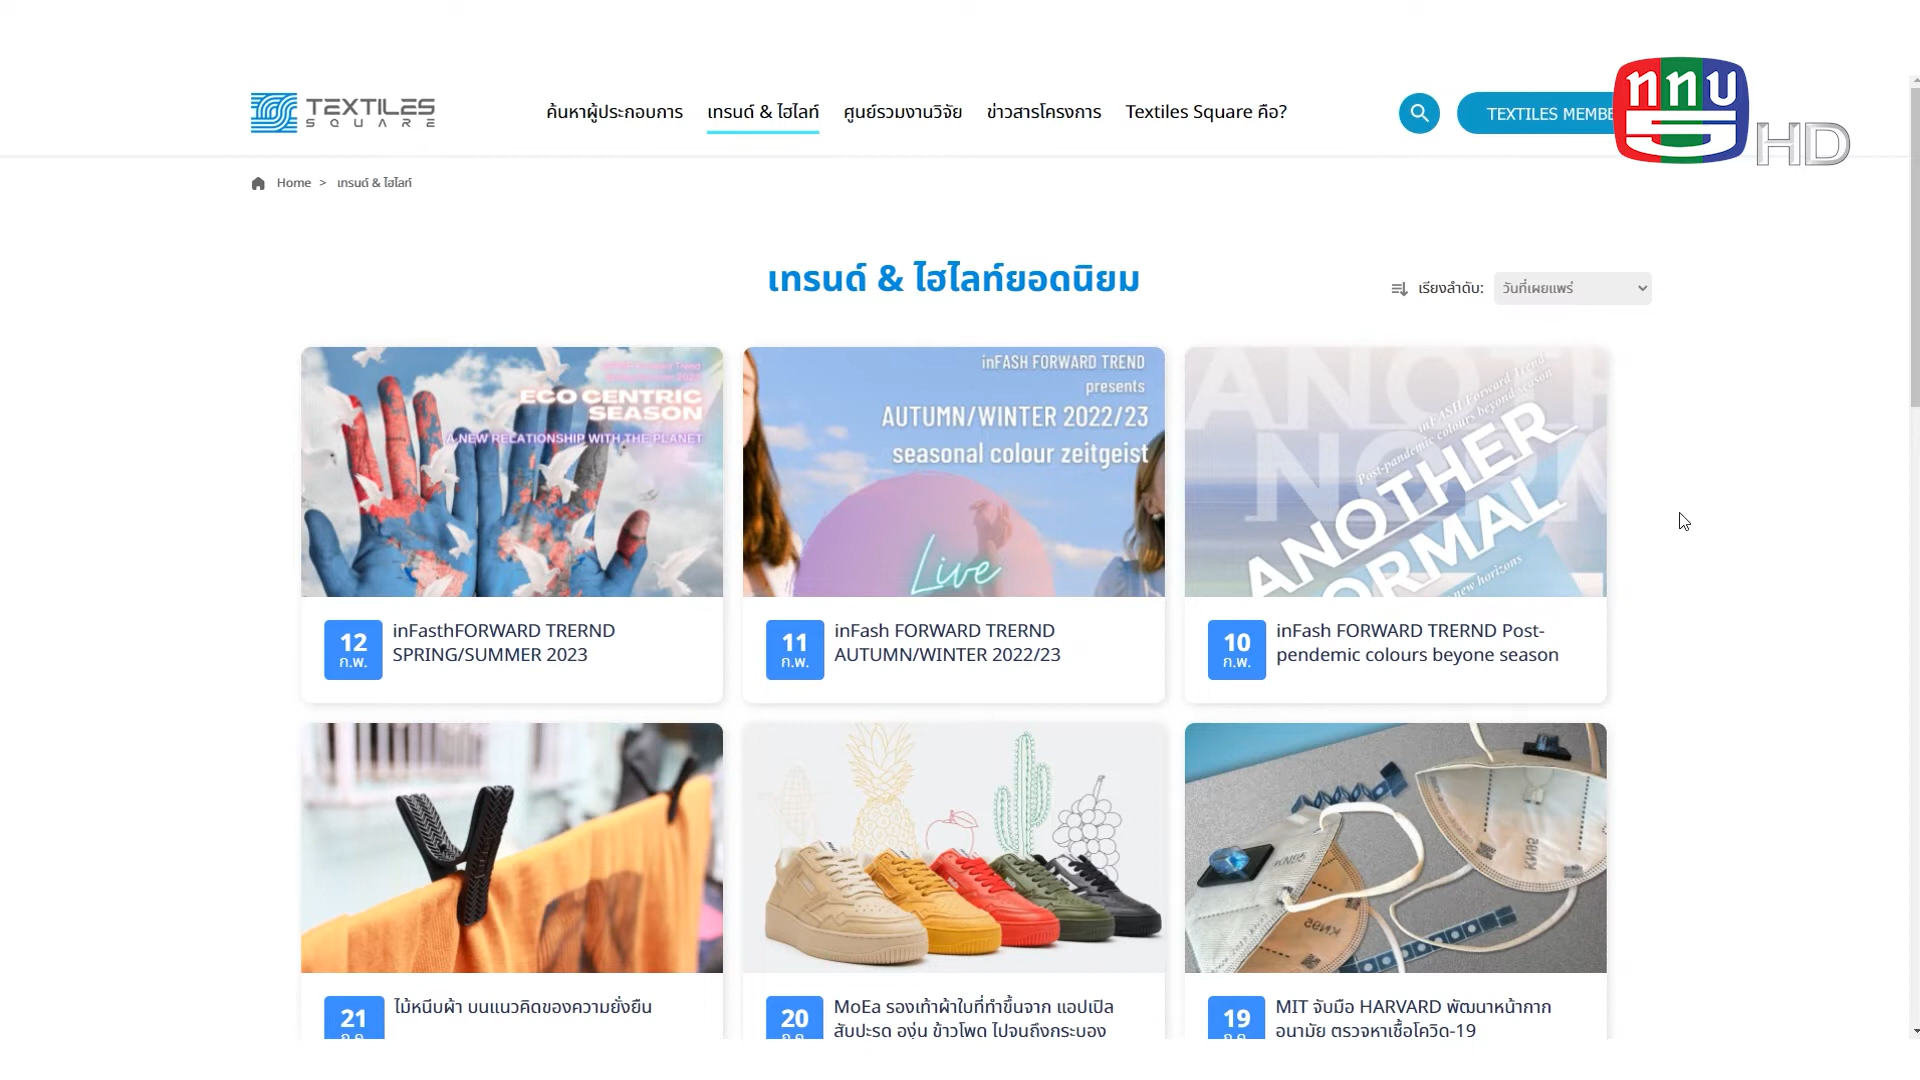 TEXTILES
SQUARE
ค้นหาผู้ประกอบการ
เทรนด์ & ไฮไลท์
ศูนย์รวมงานวิจัย
ข่าวสารโครงการ
Textiles Square คือ?
TEXTILES MEMBE
ททบ
5
HD
Home > เทรนด์ & ไฮไลท์
เทรนด์ & ไฮไลท์ยอดนิยม
เรียงลำดับ:
วันที่เผยแพร่
ECO CENTRIC
SEASON
A NEW RELATIONSHIP WITH THE PLANET
inFASH FORWARD TREND
presents
AUTUMN/WINTER 2022/23
seasonal colour zeitgeist
Live
inFASH Forward Trend
Post-pandemic colours beyond season
ANOTHER
NORMAL
new horizons
12
ก.พ.
inFasthFORWARD TRERND
SPRING/SUMMER 2023
11
ก.พ.
inFash FORWARD TRERND
AUTUMN/WINTER 2022/23
10
ก.พ.
inFash FORWARD TRERND Post-
pendemic colours beyone season
KN95
KN95
KN95
21
ไม้หนีบผ้า บนแนวคิดของความยั่งยืน
20
MoEa รองเท้าผ้าใบที่ทำขึ้นจาก แอปเปิล
สับปะรด องุ่น ข้าวโพด ไปจนถึงกระบอง
19
MIT จับมือ HARVARD พัฒนาหน้ากาก
อนามัย ตรวจหาเชื้อโควิด-19